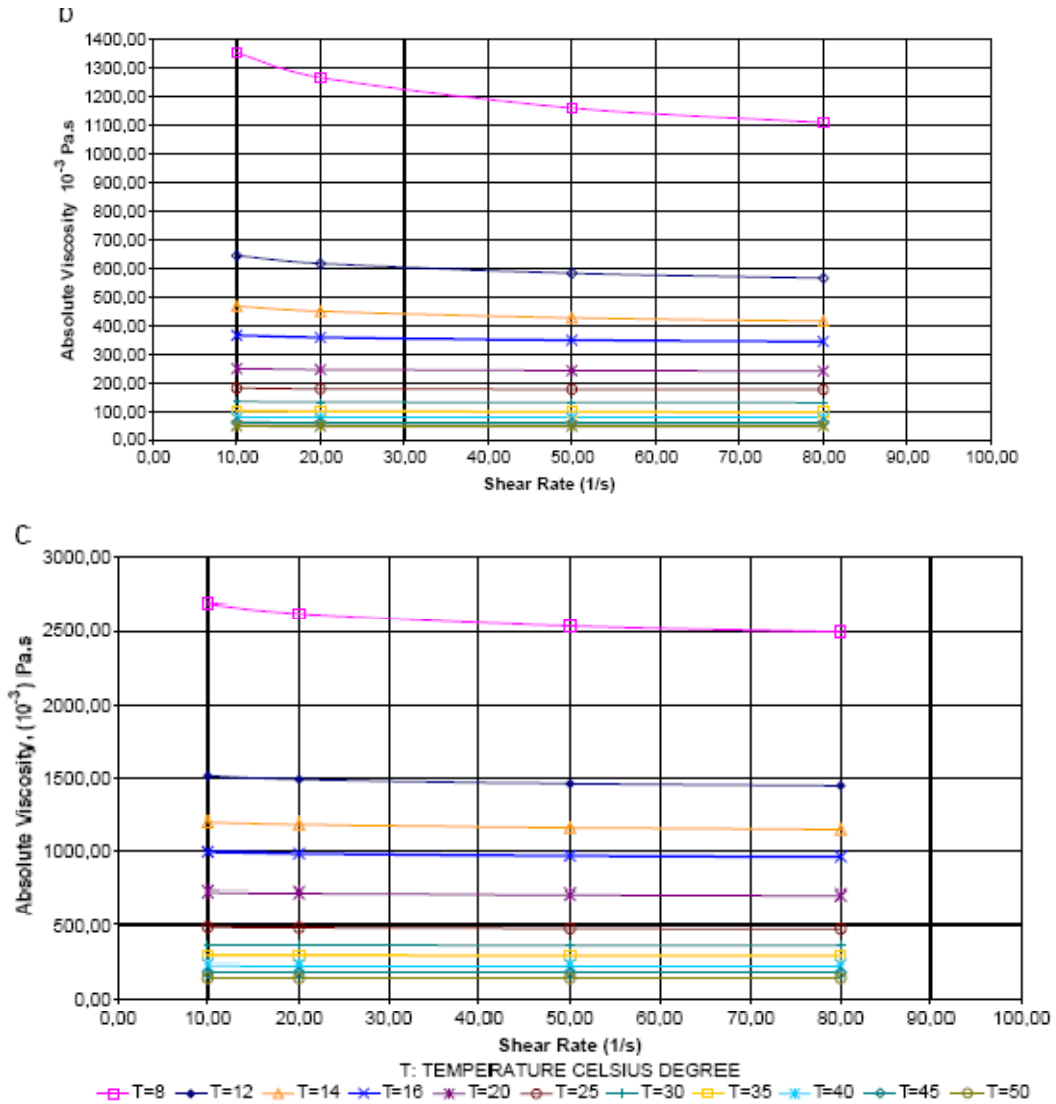 b
1400,00
1300,00
1200,00
1100,00
1000,00
900,00
800,00
700,00
600,00
500,00
400,00
300,00
200,00
100,00
0,00
Absolute Viscosity 10⁻³ Pa.s
0,00 10,00 20,00 30,00 40,00 50,00 60,00 70,00 80,00 90,00 100,00
Shear Rate (1/s)
C
3000,00
2500,00
2000,00
1500,00
1000,00
500,00
0,00
Absolute Viscosity, (10⁻³) Pa.s
0,00 10,00 20,00 30,00 40,00 50,00 60,00 70,00 80,00 90,00 100,00
Shear Rate (1/s)
T: TEMPERATURE CELSIUS DEGREE
T=8 T=12 T=14 T=16 T=20 T=25 T=30 T=35 T=40 T=45 T=50